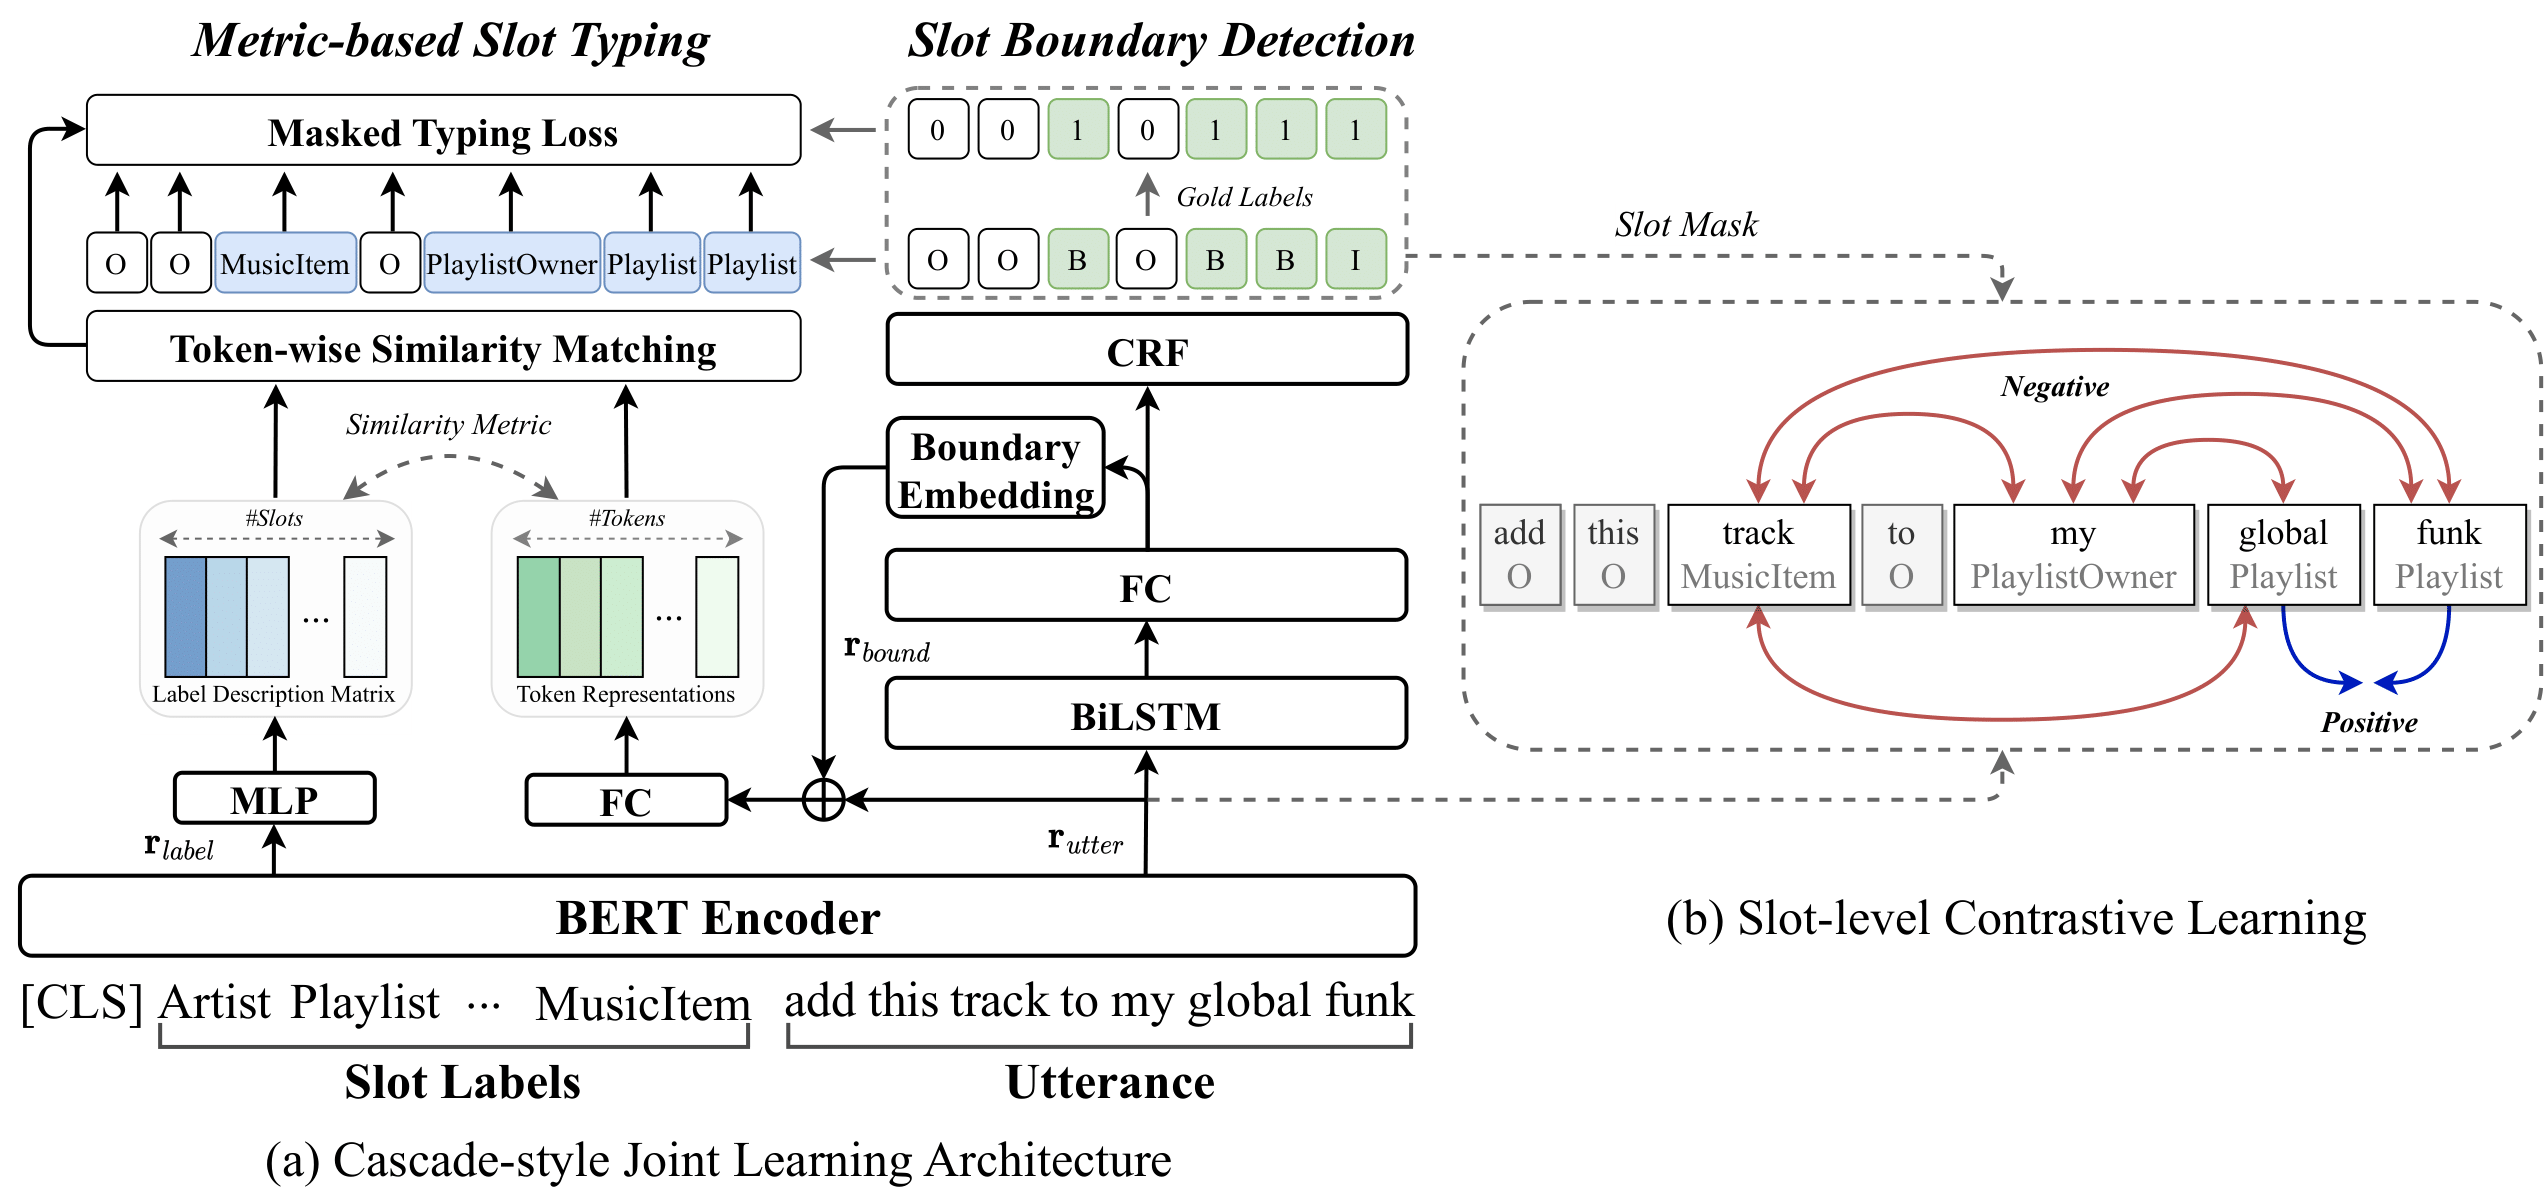 Metric-based Slot Typing
Slot Boundary Detection
Masked Typing Loss
0 0 1 0 1 1 1
Gold Labels
O O MusicItem O PlaylistOwner Playlist Playlist
O O B O B B I
Token-wise Similarity Matching
CRF
Similarity Metric
Boundary
Embedding
#Slots
#Tokens
...
...
Label Description Matrix
Token Representations
FC
r bound
BiLSTM
MLP
FC
r label
r utter
BERT Encoder
[CLS] Artist Playlist ... MusicItem add this track to my global funk
Slot Labels
Utterance
(a) Cascade-style Joint Learning Architecture
Slot Mask
Negative
add this track to my global funk
O O MusicItem O PlaylistOwner Playlist Playlist
Positive
(b) Slot-level Contrastive Learning